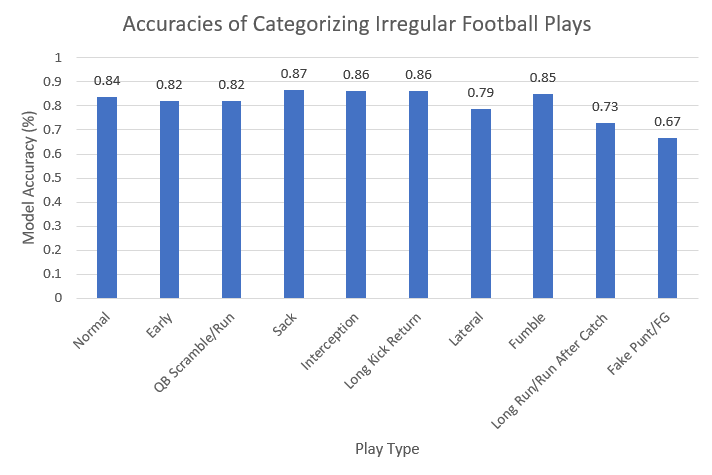 Accuracies of Categorizing Irregular Football Plays
Model Accuracy (%)
1
0.9
0.8
0.7
0.6
0.5
0.4
0.3
0.2
0.1
0
0.84
0.82
0.82
0.87
0.86
0.86
0.79
0.85
0.73
0.67
Normal
Early
QB Scramble/Run
Sack
Interception
Long Kick Return
Lateral
Fumble
Long Run/Run After Catch
Fake Punt/FG
Play Type